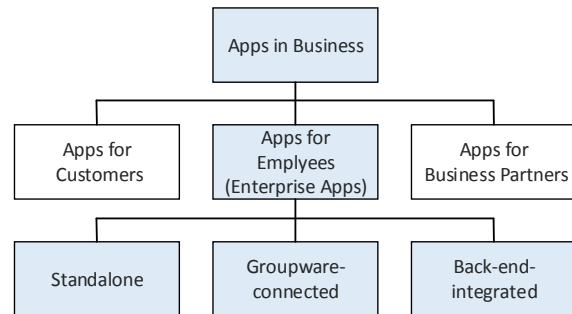 Apps in Business
Apps for
Customers
Apps for
Emplyees
(Enterprise Apps)
Apps for
Business Partners
Standalone
Groupware-
connected
Back-end-
integrated